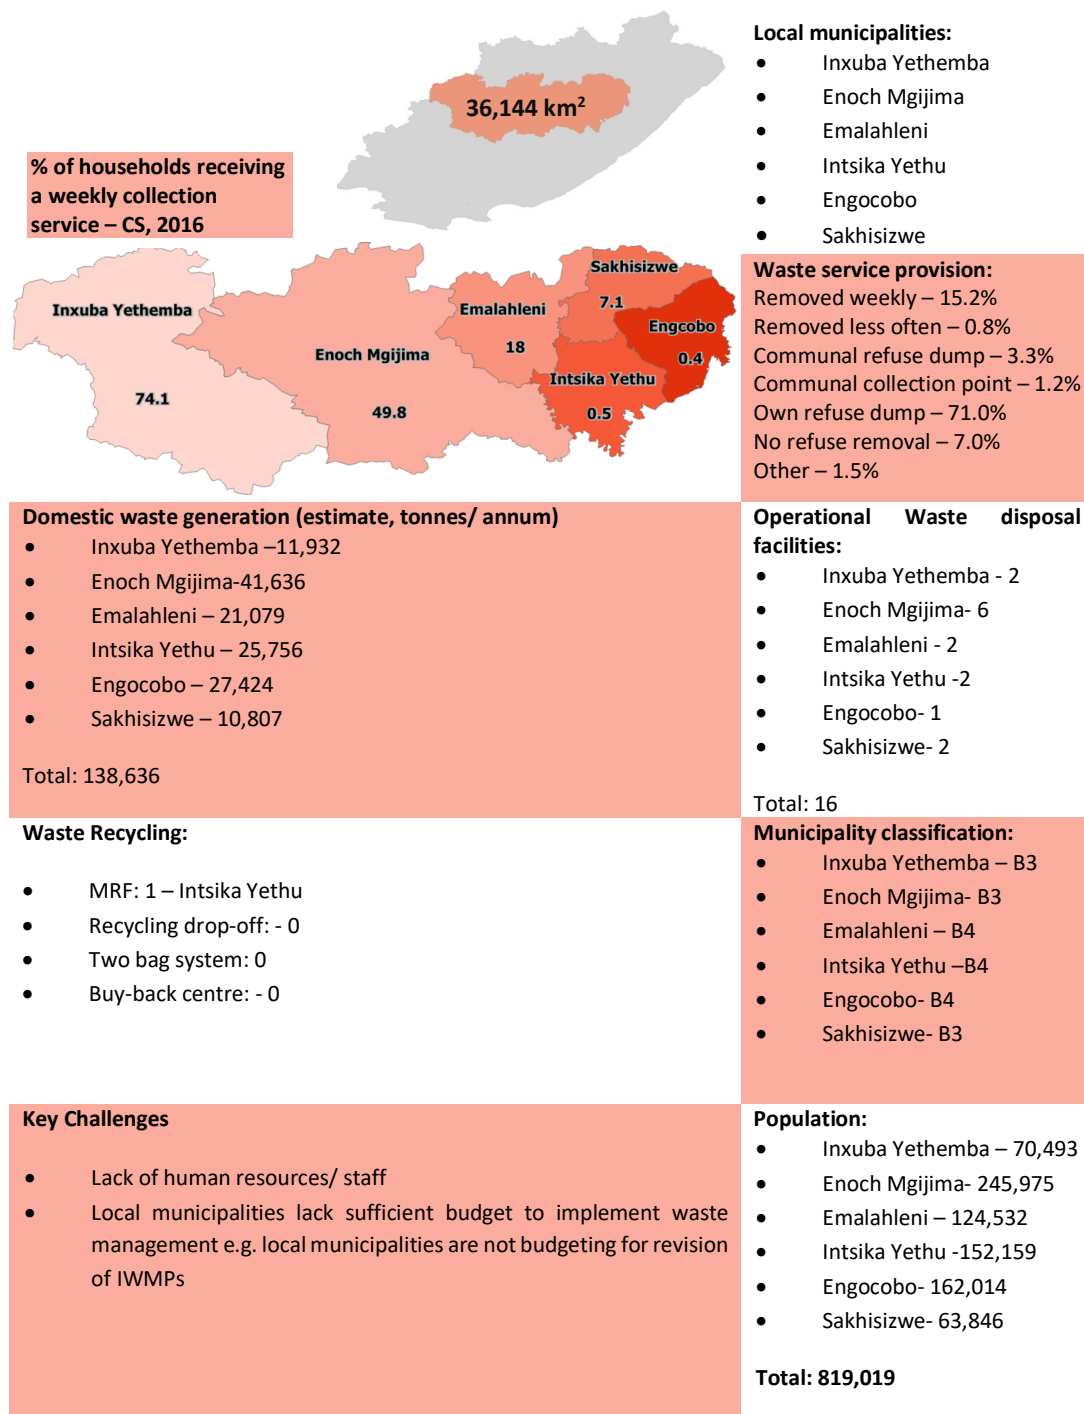 36,144 km²
% of households receiving
a weekly collection
service – CS, 2016
Inxuba Yethemba
74.1
Enoch Mgijima
49.8
Emalahleni
18
Sakhisizwe
7.1
Engcobo
0.4
Intsika Yethu
0.5
Local municipalities:
• Inxuba Yethemba
• Enoch Mgijima
• Emalahleni
• Intsika Yethu
• Engocobo
• Sakhisizwe
Waste service provision:
Removed weekly – 15.2%
Removed less often – 0.8%
Communal refuse dump – 3.3%
Communal collection point – 1.2%
Own refuse dump – 71.0%
No refuse removal – 7.0%
Other – 1.5%
Domestic waste generation (estimate, tonnes/ annum)
• Inxuba Yethemba –11,932
• Enoch Mgijima-41,636
• Emalahleni – 21,079
• Intsika Yethu – 25,756
• Engocobo – 27,424
• Sakhisizwe – 10,807
Total: 138,636
Operational Waste disposal
facilities:
• Inxuba Yethemba - 2
• Enoch Mgijima- 6
• Emalahleni - 2
• Intsika Yethu -2
• Engocobo- 1
• Sakhisizwe- 2
Total: 16
Waste Recycling:
• MRF: 1 – Intsika Yethu
• Recycling drop-off: - 0
• Two bag system: 0
• Buy-back centre: - 0
Municipality classification:
• Inxuba Yethemba – B3
• Enoch Mgijima- B3
• Emalahleni – B4
• Intsika Yethu –B4
• Engocobo- B4
• Sakhisizwe- B3
Key Challenges
• Lack of human resources/ staff
• Local municipalities lack sufficient budget to implement waste
management e.g. local municipalities are not budgeting for revision
of IWMPs
Population:
• Inxuba Yethemba – 70,493
• Enoch Mgijima- 245,975
• Emalahleni – 124,532
• Intsika Yethu -152,159
• Engocobo- 162,014
• Sakhisizwe- 63,846
Total: 819,019